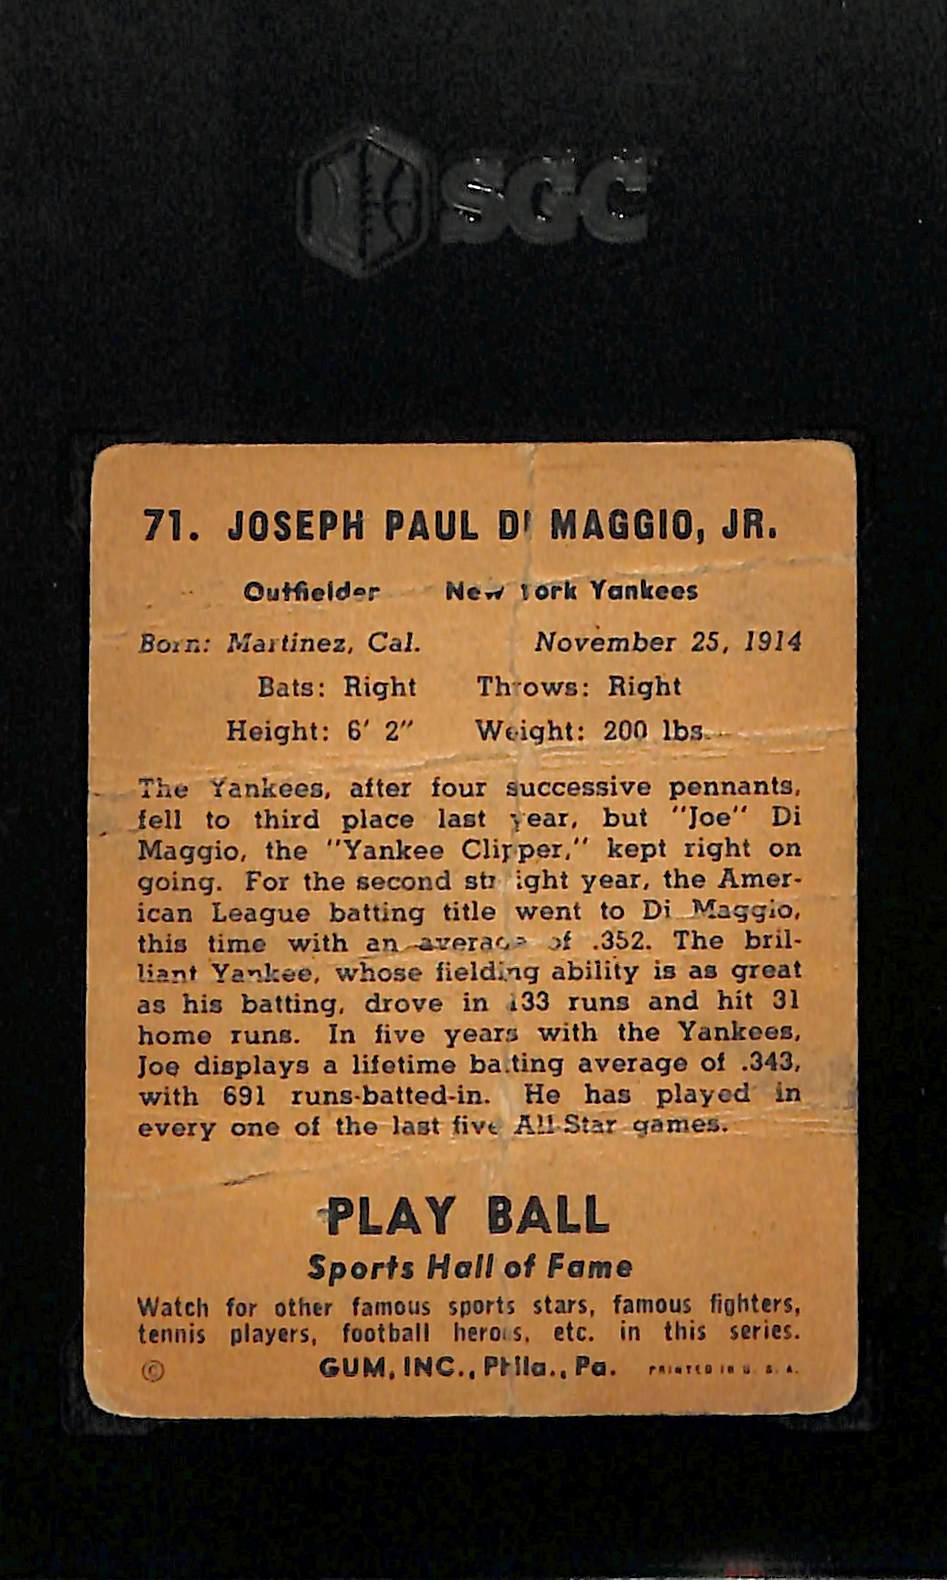 SGC
71. JOSEPH PAUL DI MAGGIO, JR.
Outfielder New York Yankees
Born: Martinez, Cal. November 25, 1914
Bats: Right Throws: Right
Height: 6' 2" Weight: 200 lbs.
The Yankees, after four successive pennants,
fell to third place last year, but "Joe" Di
Maggio, the "Yankee Clipper," kept right on
going. For the second straight year, the Amer-
ican League batting title went to Di Maggio,
this time with an average of .352. The bril-
liant Yankee, whose fielding ability is as great
as his batting, drove in 133 runs and hit 31
home runs. In five years with the Yankees,
Joe displays a lifetime batting average of .343,
with 691 runs-batted-in. He has played in
every one of the last five All-Star games.
PLAY BALL
Sports Hall of Fame
Watch for other famous sports stars, famous fighters,
tennis players, football heroes, etc. in this series.
© GUM, INC., Phila., Pa. PRINTED IN U. S. A.